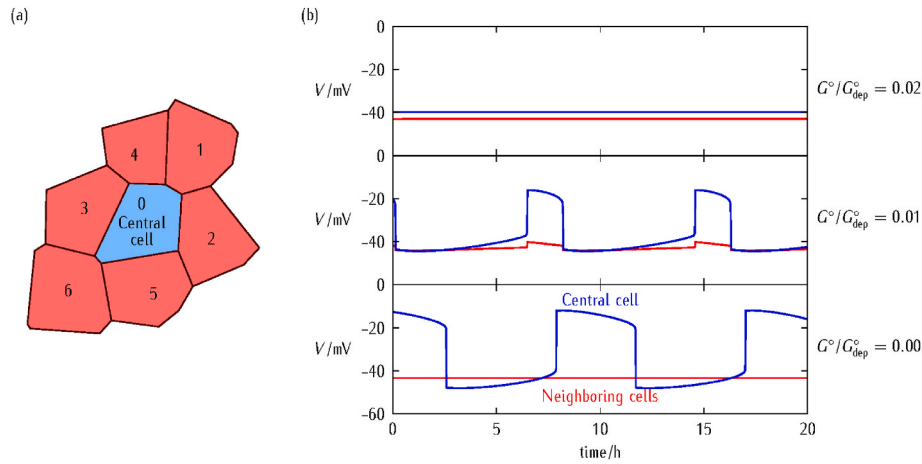 (a)
4
1
3
0
Central
cell
2
6
5
(b)
0
−20
V/mV
−40
G°/G°dep = 0.02
0
−20
V/mV
−40
G°/G°dep = 0.01
0
Central cell
−20
V/mV
−40
G°/G°dep = 0.00
Neighboring cells
−60
0 5 10 15 20
time/h